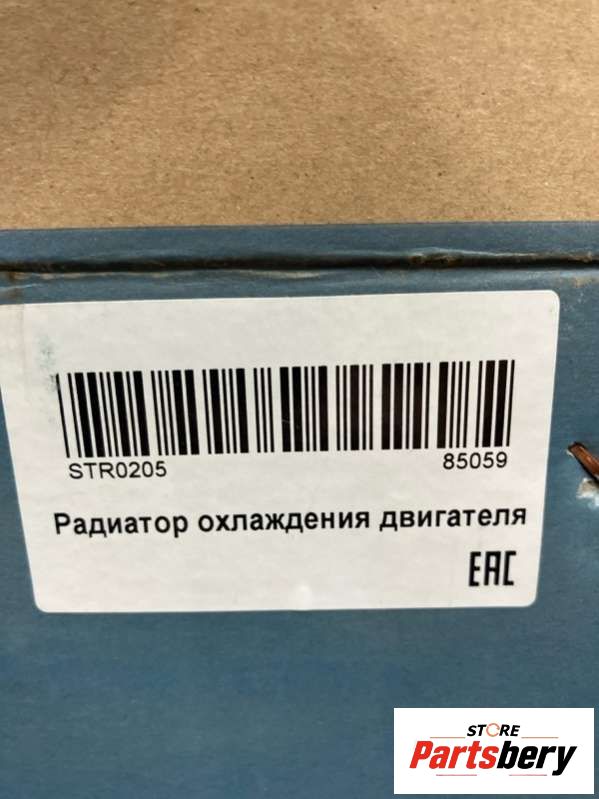 STR0205 85059
Радиатор охлаждения двигателя
EAC
STORE
Partsbery